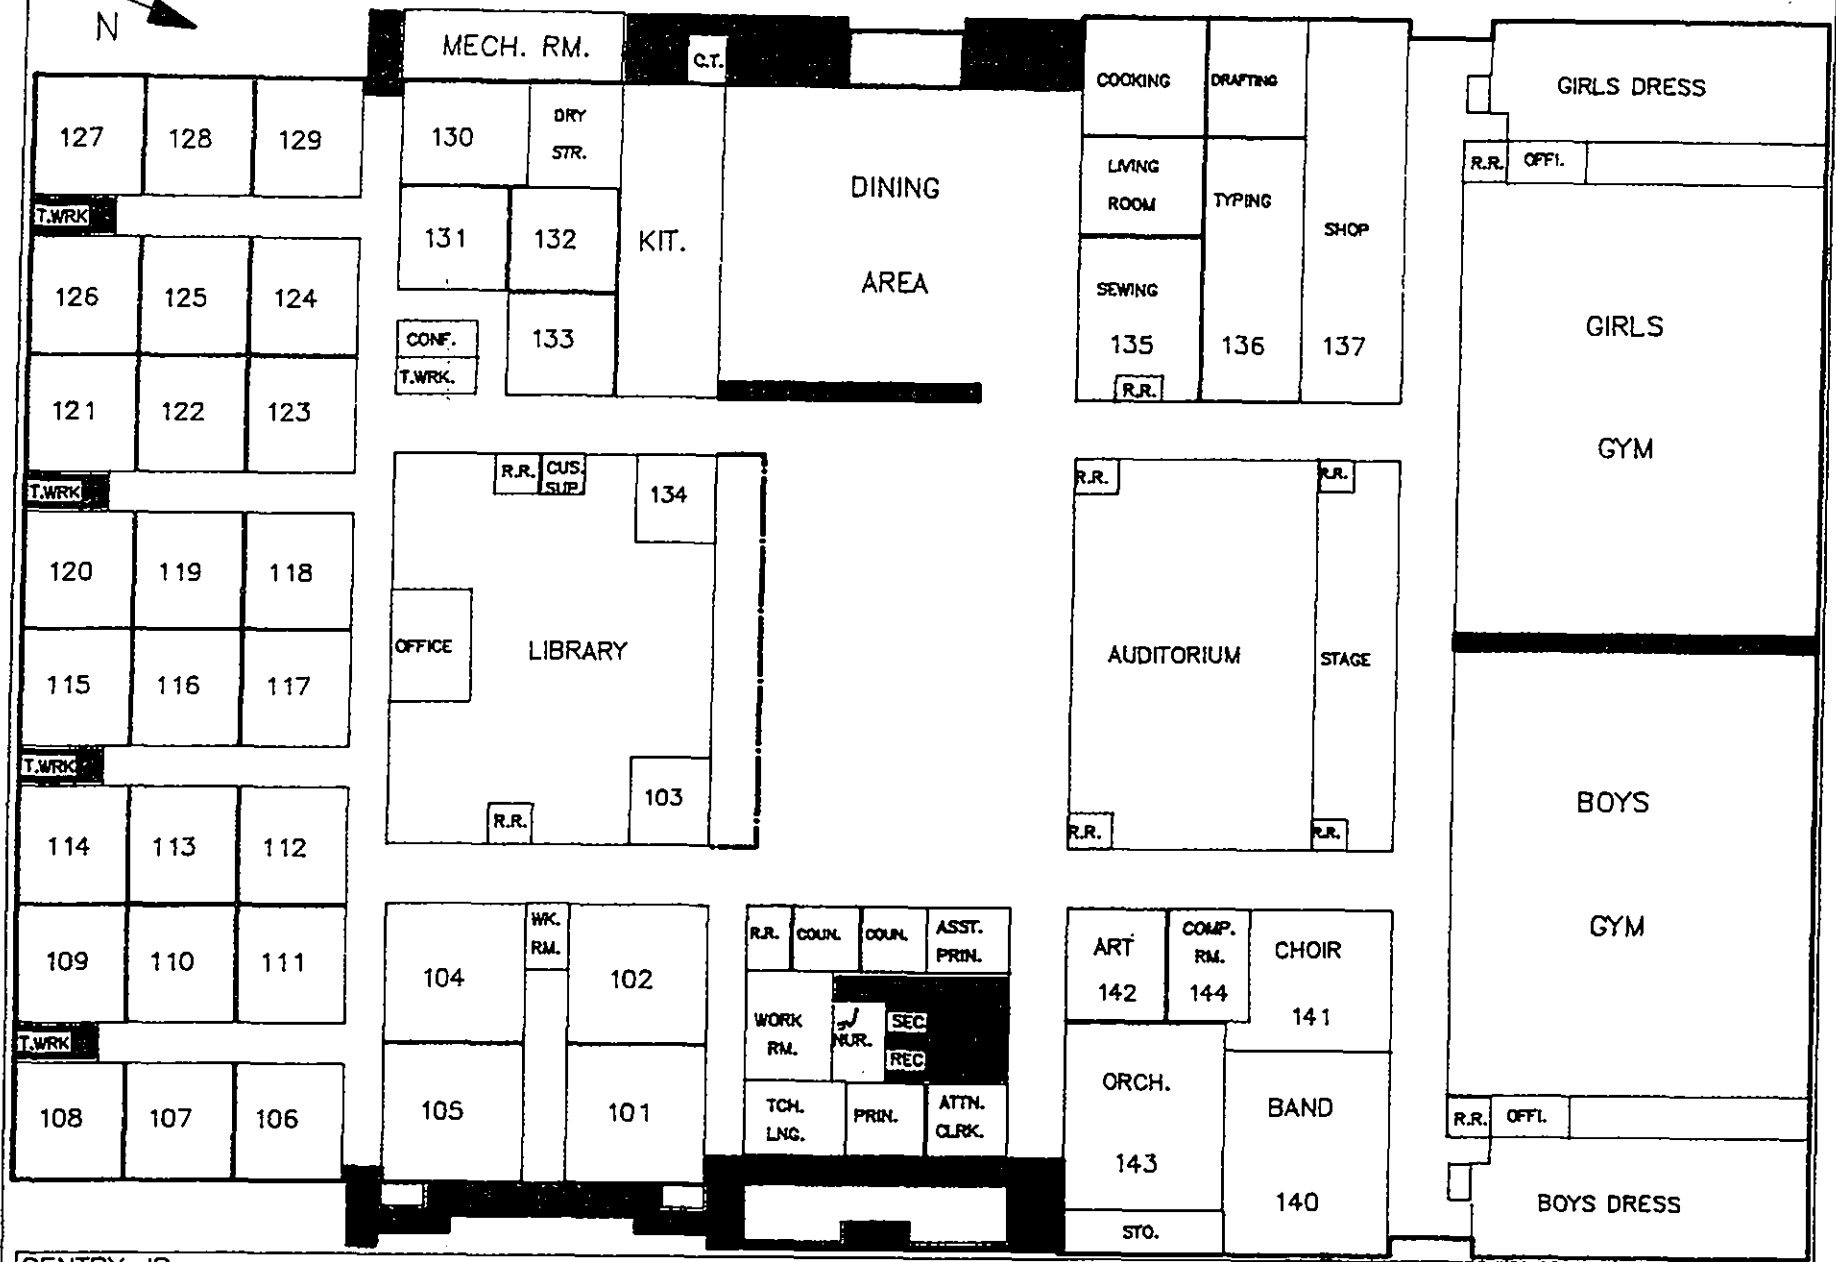 N
MECH. RM.
C.T.
COOKING
DRAFTING
GIRLS DRESS
127
128
129
130
DRY
STR.
DINING
AREA
LIVING
ROOM
TYPING
SHOP
R.R.
OFFI.
T.WRK
131
132
KIT.
126
125
124
SEWING
135
136
137
GIRLS
GYM
CONF.
T.WRK.
133
R.R.
121
122
123
T.WRK
R.R.
CUS.
SUP.
134
R.R.
R.R.
120
119
118
OFFICE
LIBRARY
AUDITORIUM
STAGE
115
116
117
T.WRK
103
R.R.
R.R.
R.R.
BOYS
GYM
114
113
112
109
110
111
104
WK.
RM.
102
R.R.
COUN.
COUN.
ASST.
PRIN.
ART
142
COMP.
RM.
144
CHOIR
141
WORK
RM.
NUR.
SEC
REC
T.WRK
108
107
106
105
101
TCH.
LNG.
PRIN.
ATTN.
CLRK.
ORCH.
143
BAND
140
R.R.
OFFI.
STO.
BOYS DRESS